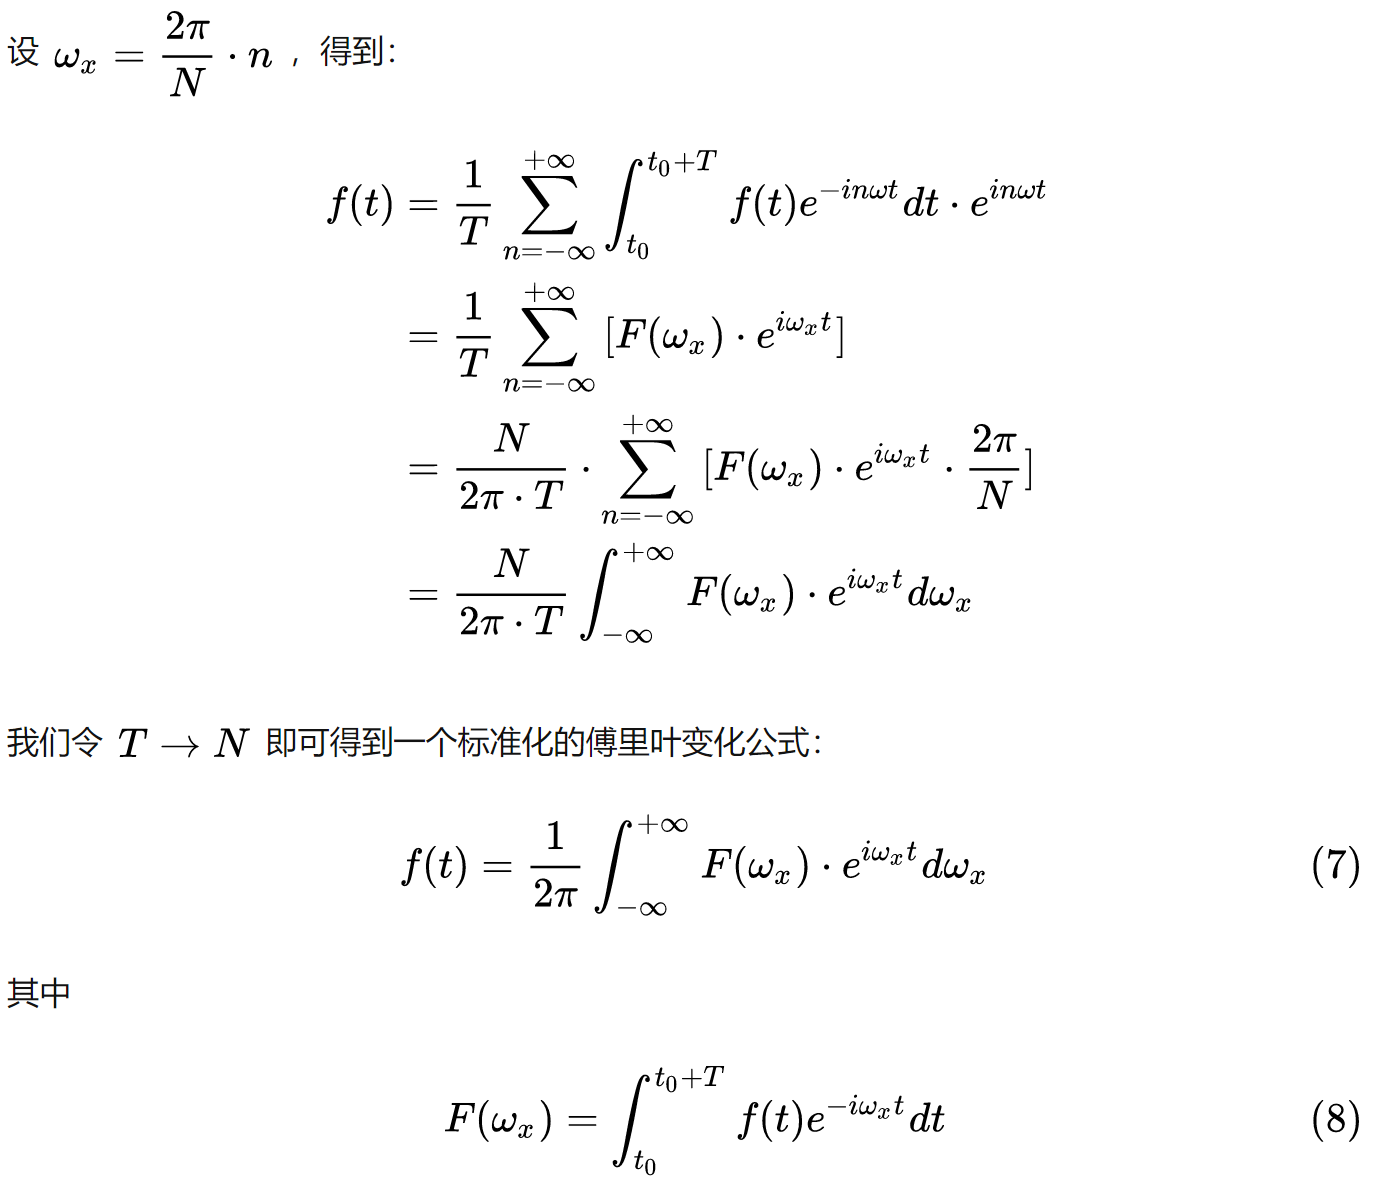 设 $\omega_x = \frac{2\pi}{N} \cdot n$ ，得到：
$f(t) = \frac{1}{T} \sum_{n=-\infty}^{+\infty} \int_{t_0}^{t_0+T} f(t)e^{-in\omega t}dt \cdot e^{in\omega t}$
$= \frac{1}{T} \sum_{n=-\infty}^{+\infty} [F(\omega_x) \cdot e^{i\omega_x t}]$
$= \frac{N}{2\pi \cdot T} \cdot \sum_{n=-\infty}^{+\infty} [F(\omega_x) \cdot e^{i\omega_x t} \cdot \frac{2\pi}{N}]$
$= \frac{N}{2\pi \cdot T} \int_{-\infty}^{+\infty} F(\omega_x) \cdot e^{i\omega_x t} d\omega_x$
我们令 $T \rightarrow N$ 即可得到一个标准化的傅里叶变化公式：
$f(t) = \frac{1}{2\pi} \int_{-\infty}^{+\infty} F(\omega_x) \cdot e^{i\omega_x t} d\omega_x$ (7)
其中
$F(\omega_x) = \int_{t_0}^{t_0+T} f(t)e^{-i\omega_x t}dt$ (8)